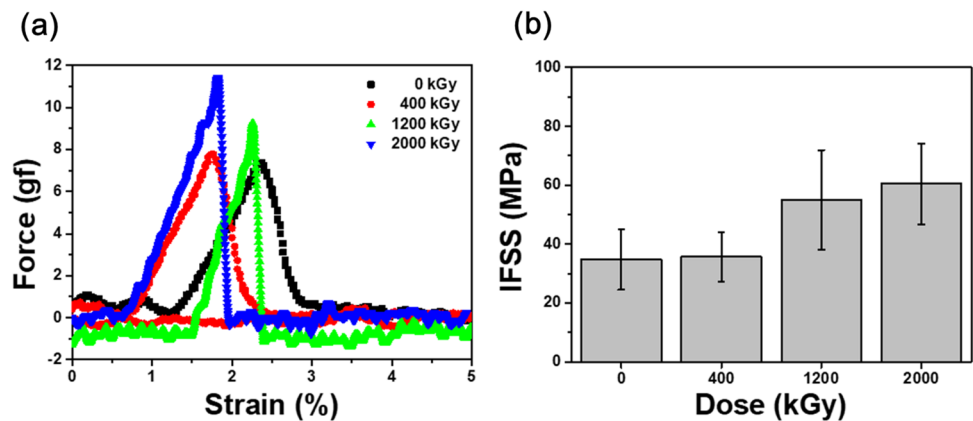 (a)
(b)
12
10
8
6
4
2
0
-2
Force (gf)
0 kGy
400 kGy
1200 kGy
2000 kGy
0 1 2 3 4 5
Strain (%)
100
80
60
40
20
0
IFSS (MPa)
0 400 1200 2000
Dose (kGy)